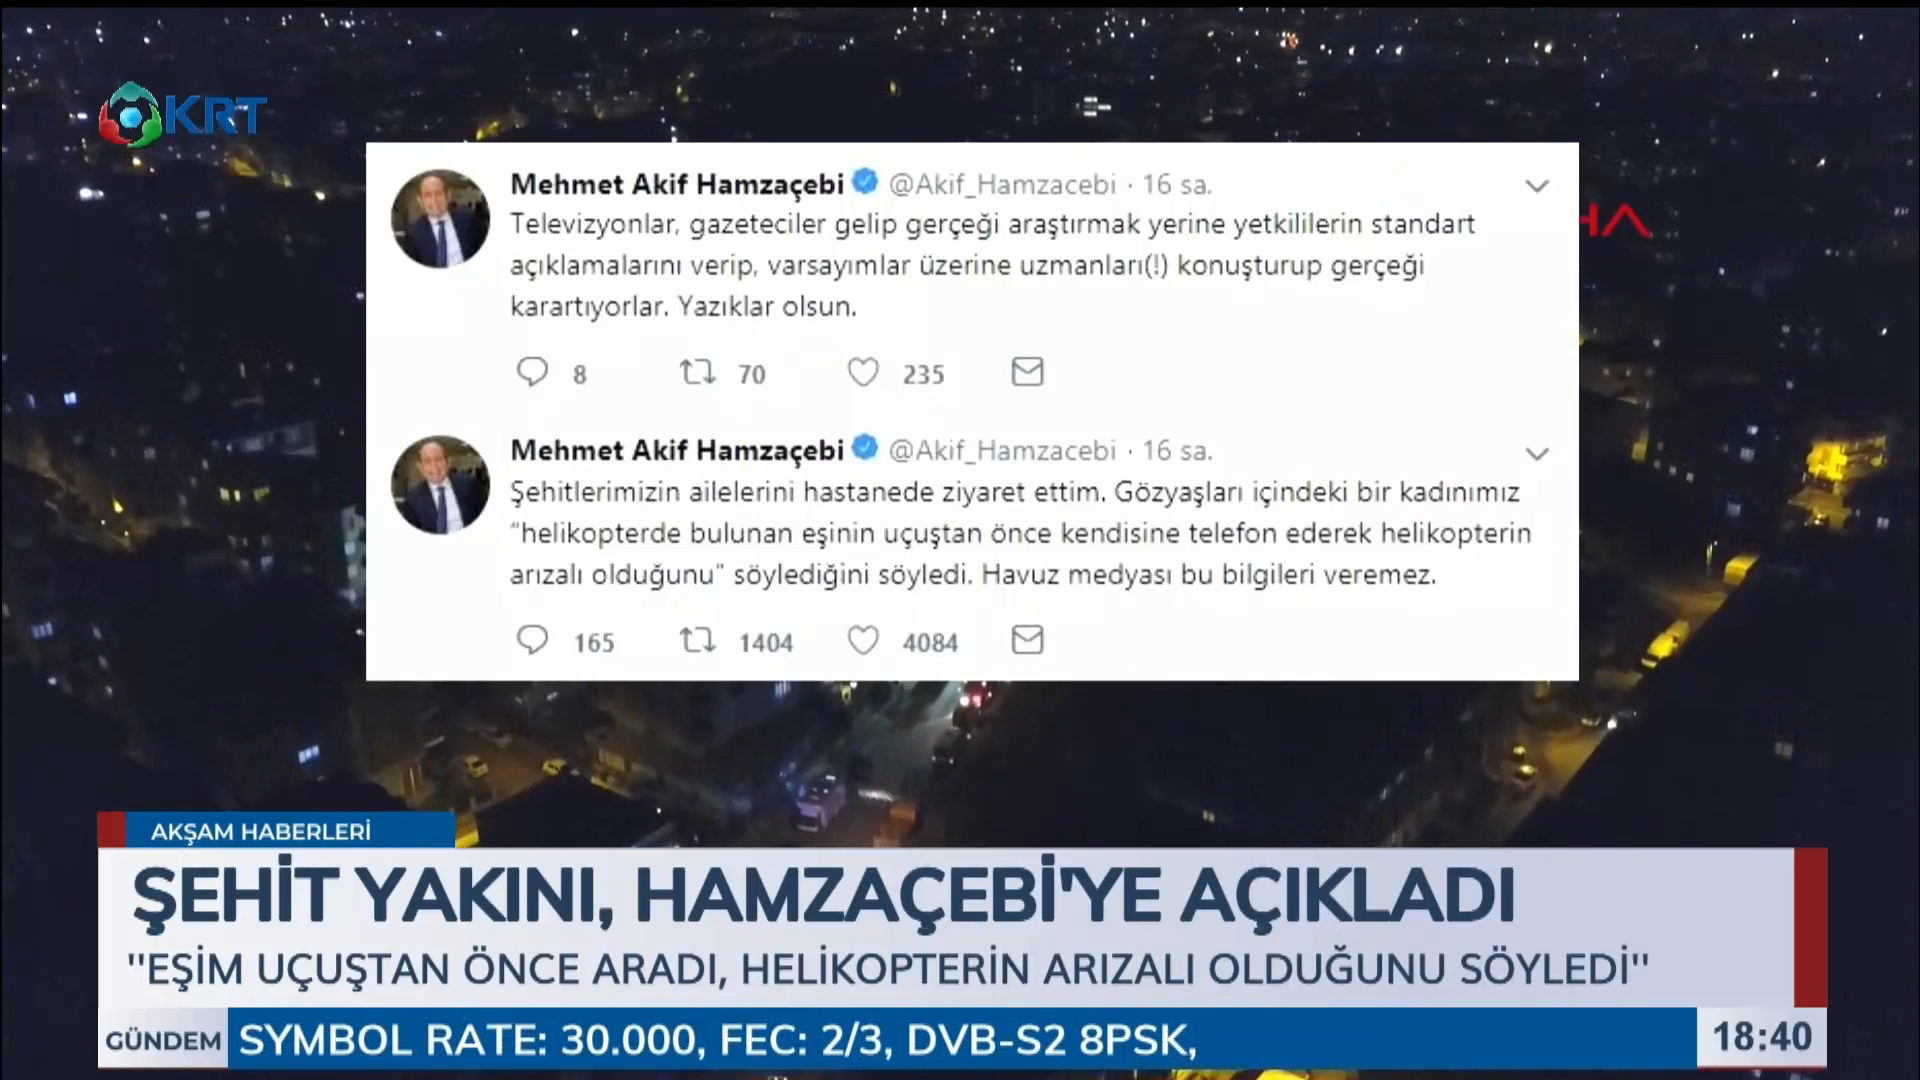 KRT
Mehmet Akif Hamzaçebi @Akif_Hamzacebi · 16 sa.
Televizyonlar, gazeteciler gelip gerçeği araştırmak yerine yetkililerin standart
açıklamalarını verip, varsayımlar üzerine uzmanları(!) konuşturup gerçeği
karartıyorlar. Yazıklar olsun.
8 70 235
Mehmet Akif Hamzaçebi @Akif_Hamzacebi · 16 sa.
Şehitlerimizin ailelerini hastanede ziyaret ettim. Gözyaşları içindeki bir kadınımız
"helikopterde bulunan eşinin uçuştan önce kendisine telefon ederek helikopterin
arızalı olduğunu" söylediğini söyledi. Havuz medyası bu bilgileri veremez.
165 1404 4084
AKŞAM HABERLERİ
ŞEHİT YAKINI, HAMZAÇEBİ'YE AÇIKLADI
"EŞİM UÇUŞTAN ÖNCE ARADI, HELİKOPTERİN ARIZALI OLDUĞUNU SÖYLEDİ"
GÜNDEM SYMBOL RATE: 30.000, FEC: 2/3, DVB-S2 8PSK,
18:40